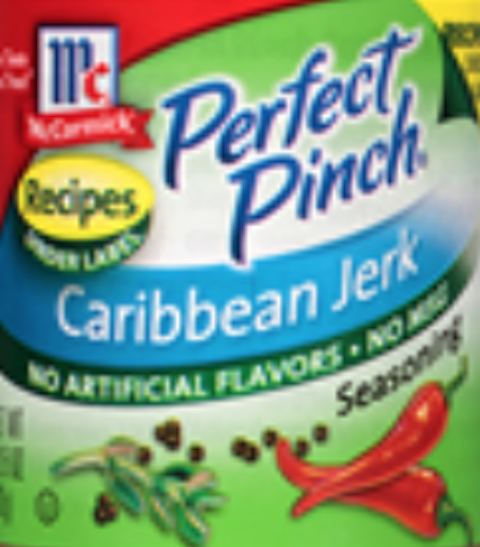 Mc
McCormick
Perfect
Pinch
Recipes
UNDER LABEL
Caribbean Jerk
NO ARTIFICIAL FLAVORS • NO MSG
Seasoning